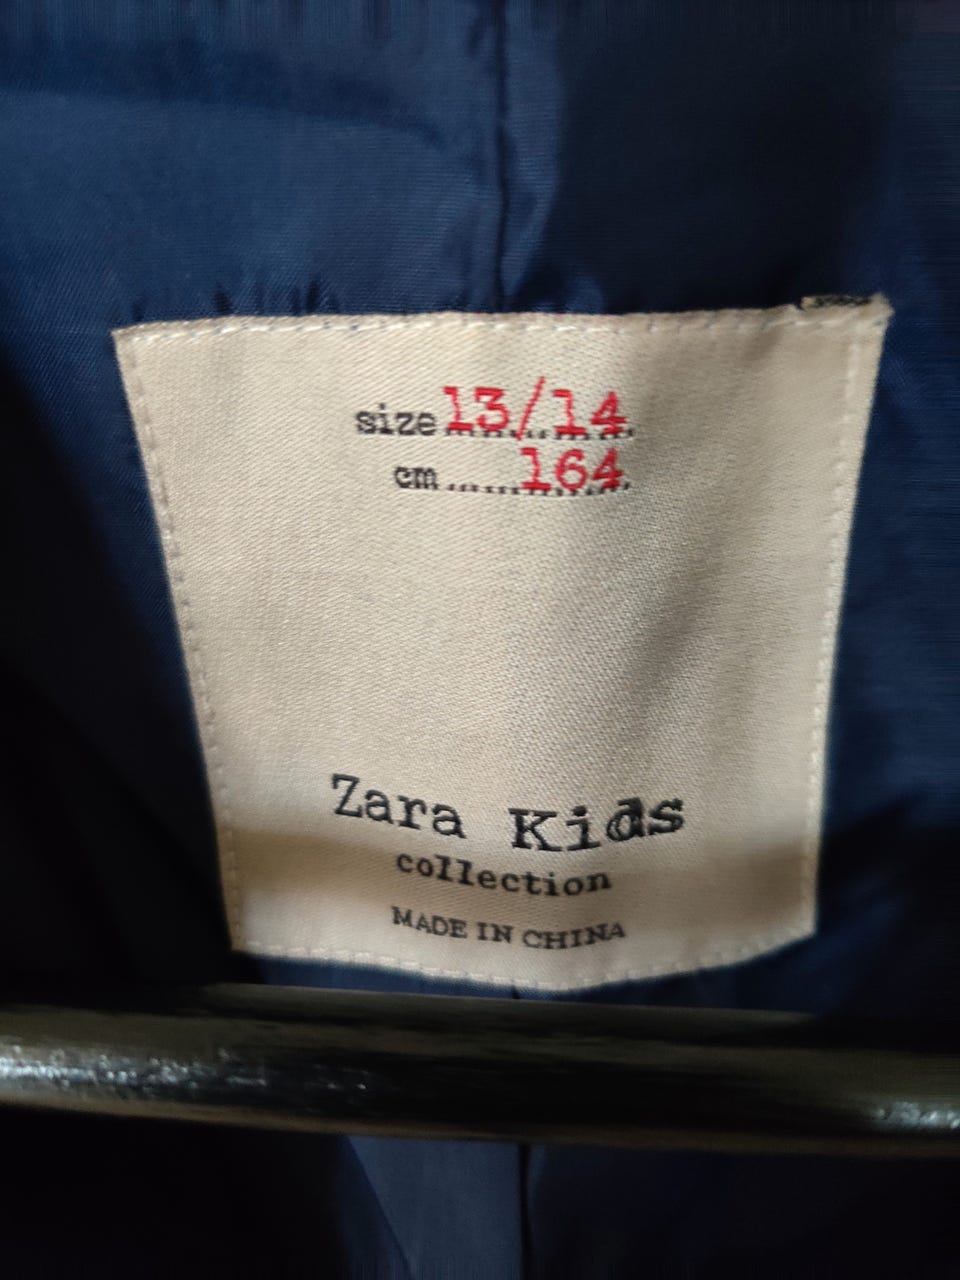 size 13/14
cm ...... 164
Zara Kids
collection
MADE IN CHINA